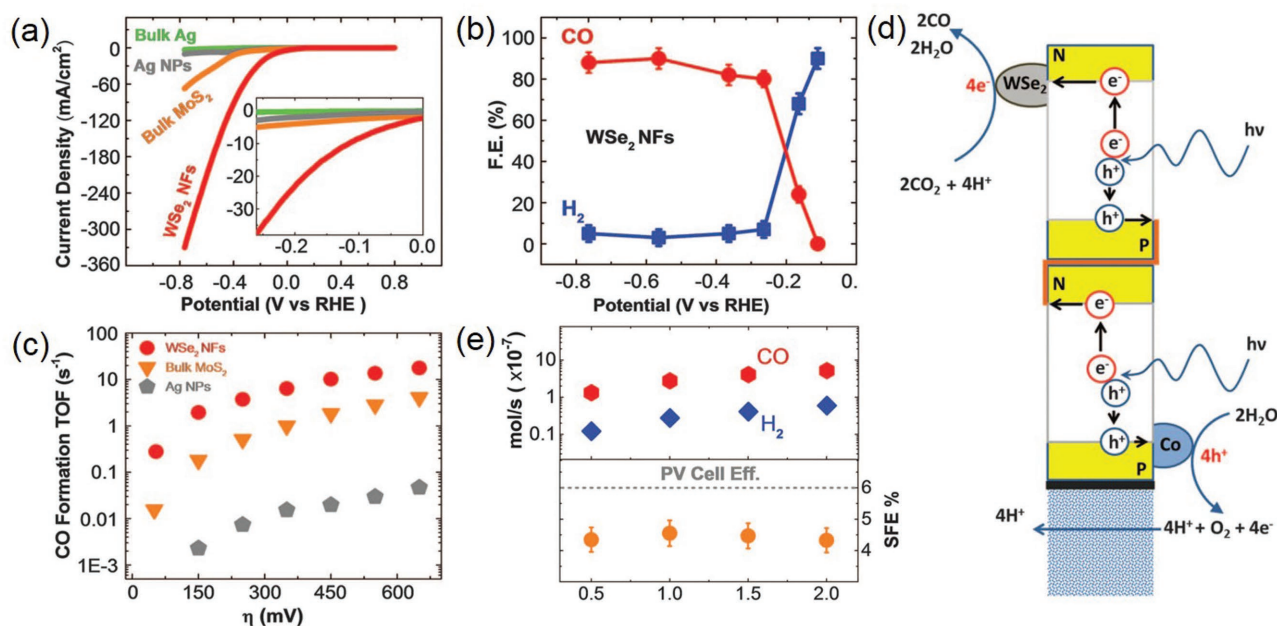 (a)
Bulk Ag
Ag NPs
Bulk MoS₂
WSe₂ NFs
Current Density (mA/cm²)
0
-60
-120
-180
-240
-300
-360
-0.8
-0.4
0.0
0.4
0.8
Potential (V vs RHE )
0
-10
-20
-30
-0.2
-0.1
0.0
(b)
CO
WSe₂ NFs
H₂
F.E. (%)
100
80
60
40
20
0
-0.8
-0.6
-0.4
-0.2
0.
Potential (V vs RHE)
(c)
WSe₂ NFs
Bulk MoS₂
Ag NPs
CO Formation TOF (s⁻¹)
100
10
1
0.1
0.01
1E-3
0
150
300
450
600
η (mV)
(e)
CO
H₂
mol/s ( x10⁻⁷)
10
1
0.1
PV Cell Eff.
6
5
4
SFE %
0.5
1.0
1.5
2.0
(d)
2CO
2H₂O
4e⁻
WSe₂
2CO₂ + 4H⁺
N
e⁻
e⁻
h⁺
h⁺
P
hν
N
e⁻
e⁻
h⁺
h⁺
P
hν
2H₂O
Co
4h⁺
4H⁺
4H⁺ + O₂ + 4e⁻